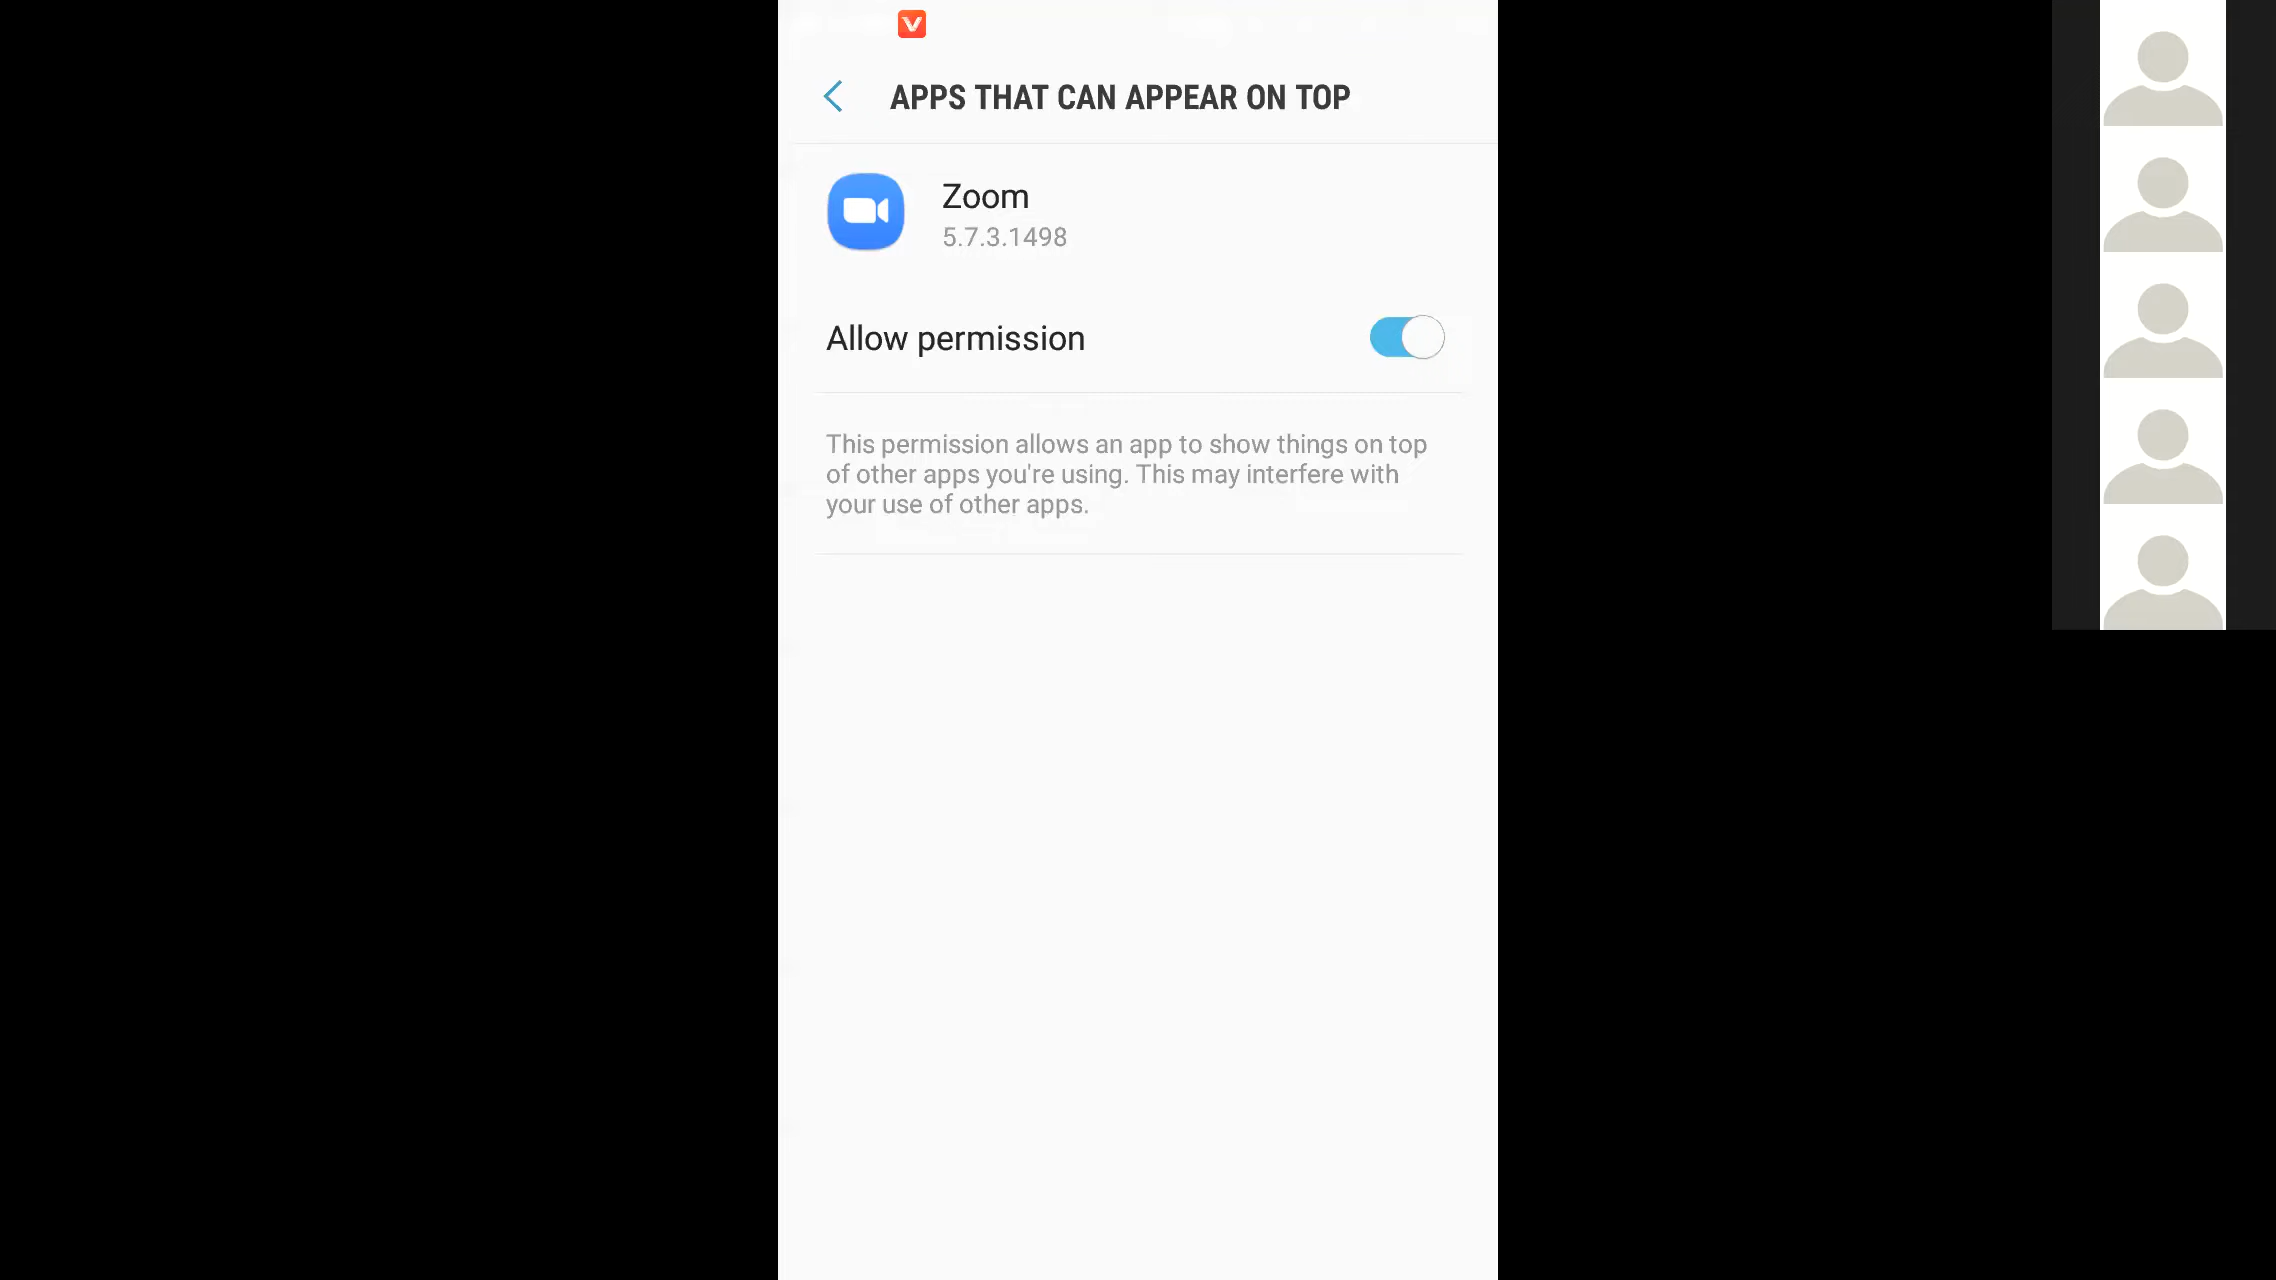 V
APPS THAT CAN APPEAR ON TOP
Zoom
5.7.3.1498
Allow permission
This permission allows an app to show things on top
of other apps you're using. This may interfere with
your use of other apps.